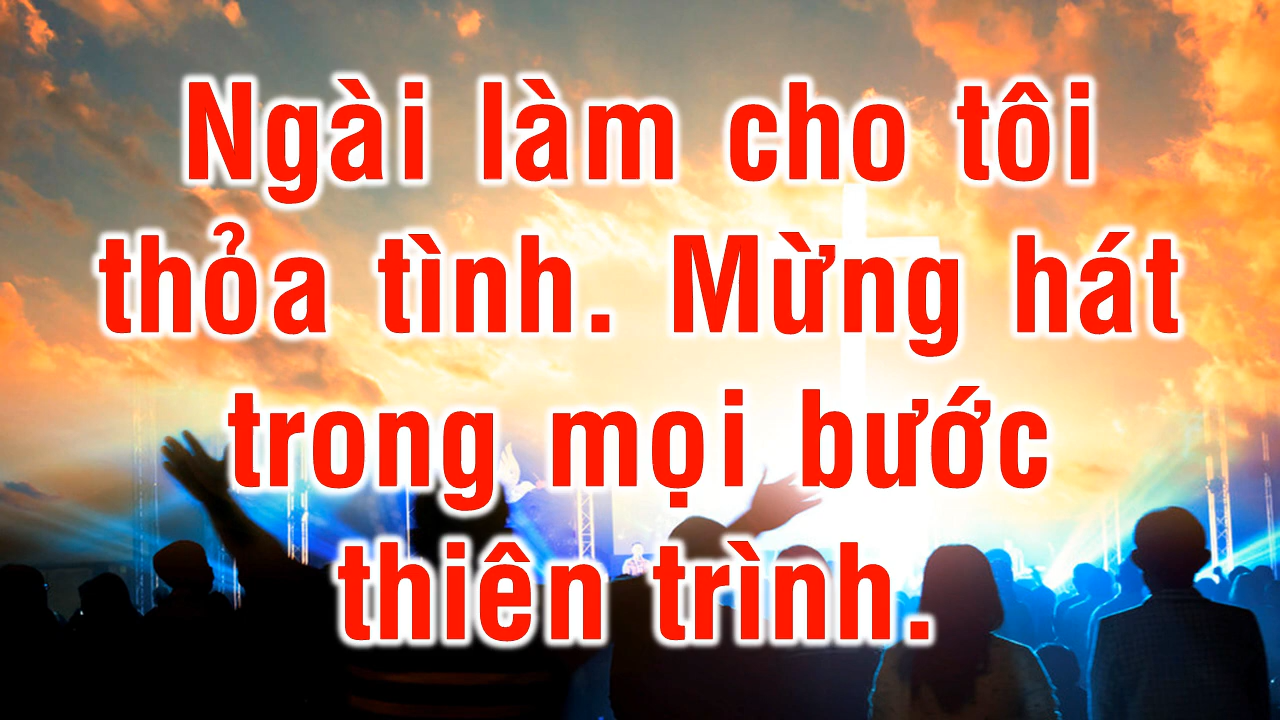 Ngài làm cho tôi
thỏa tình. Mừng hát
trong mọi bước
thiên trình.